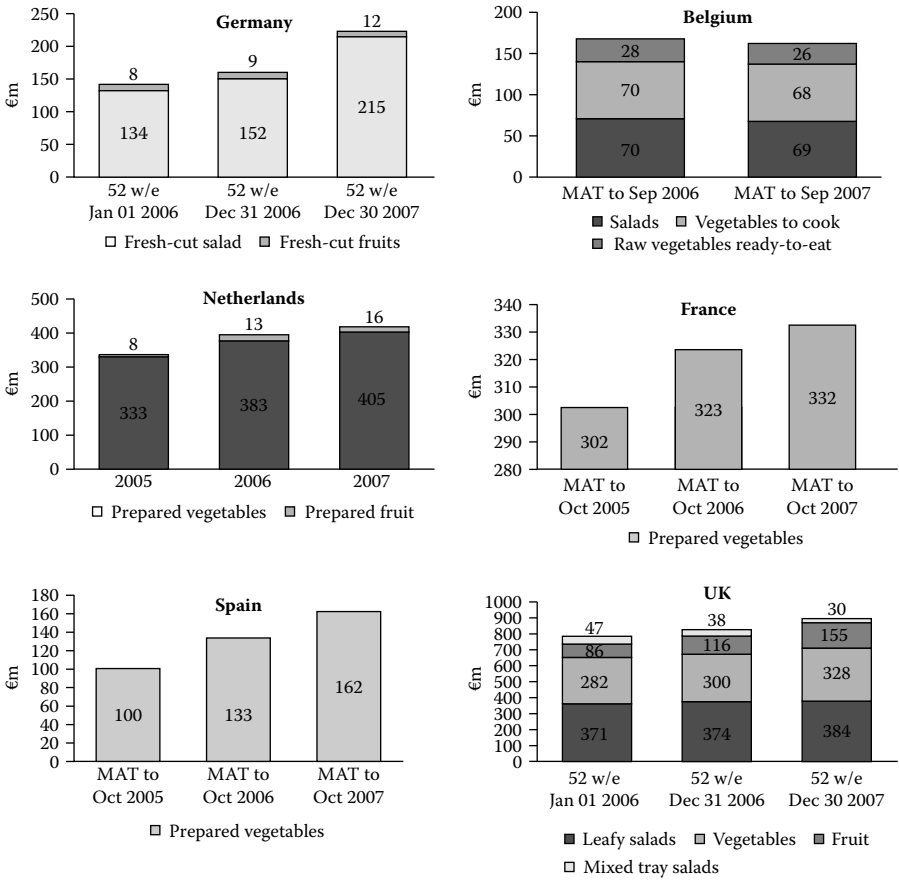 Germany
€m
250
200
150
100
50
0
8
134
9
152
12
215
52 w/e
Jan 01 2006
52 w/e
Dec 31 2006
52 w/e
Dec 30 2007
Fresh-cut salad Fresh-cut fruits
Belgium
€m
200
150
100
50
0
28
70
70
26
68
69
MAT to Sep 2006 MAT to Sep 2007
Salads Vegetables to cook
Raw vegetables ready-to-eat
Netherlands
€m
500
400
300
200
100
0
8
333
13
383
16
405
2005 2006 2007
Prepared vegetables Prepared fruit
France
€m
340
330
320
310
300
290
280
302
323
332
MAT to
Oct 2005
MAT to
Oct 2006
MAT to
Oct 2007
Prepared vegetables
Spain
€m
180
160
140
120
100
80
60
40
20
0
100
133
162
MAT to
Oct 2005
MAT to
Oct 2006
MAT to
Oct 2007
Prepared vegetables
UK
€m
1000
900
800
700
600
500
400
300
200
100
0
47
86
282
371
38
116
300
374
30
155
328
384
52 w/e
Jan 01 2006
52 w/e
Dec 31 2006
52 w/e
Dec 30 2007
Leafy salads Vegetables Fruit
Mixed tray salads